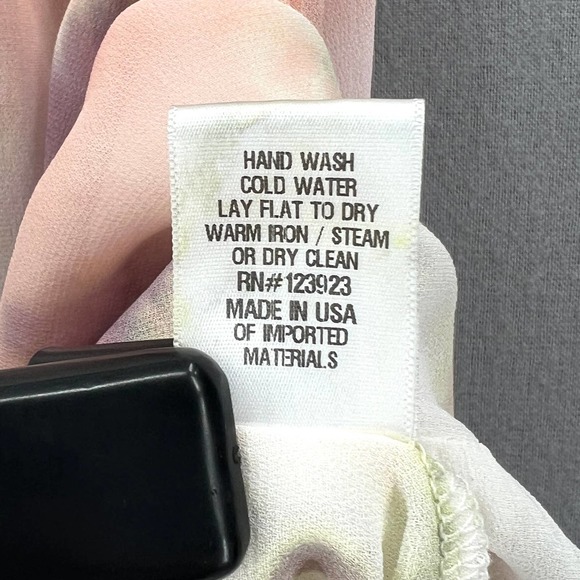 HAND WASH
COLD WATER
LAY FLAT TO DRY
WARM IRON / STEAM
OR DRY CLEAN
RN#123923
MADE IN USA
OF IMPORTED
MATERIALS